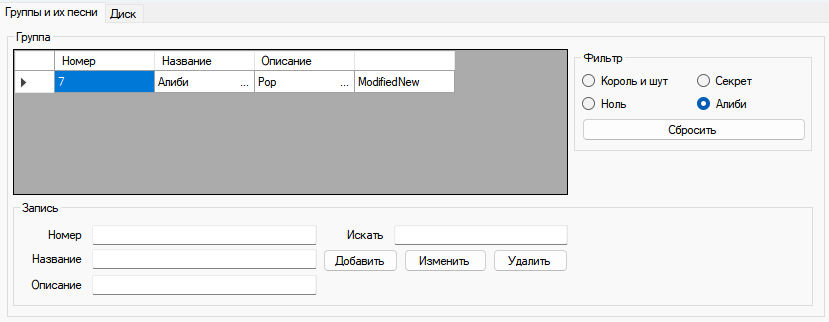 Группы и их песни Диск
Группа
Номер Название Описание
7 Алиби ... Pop ... ModifiedNew
Фильтр
Король и шут Секрет
Ноль Алиби
Сбросить
Запись
Номер Искать
Название Добавить Изменить Удалить
Описание